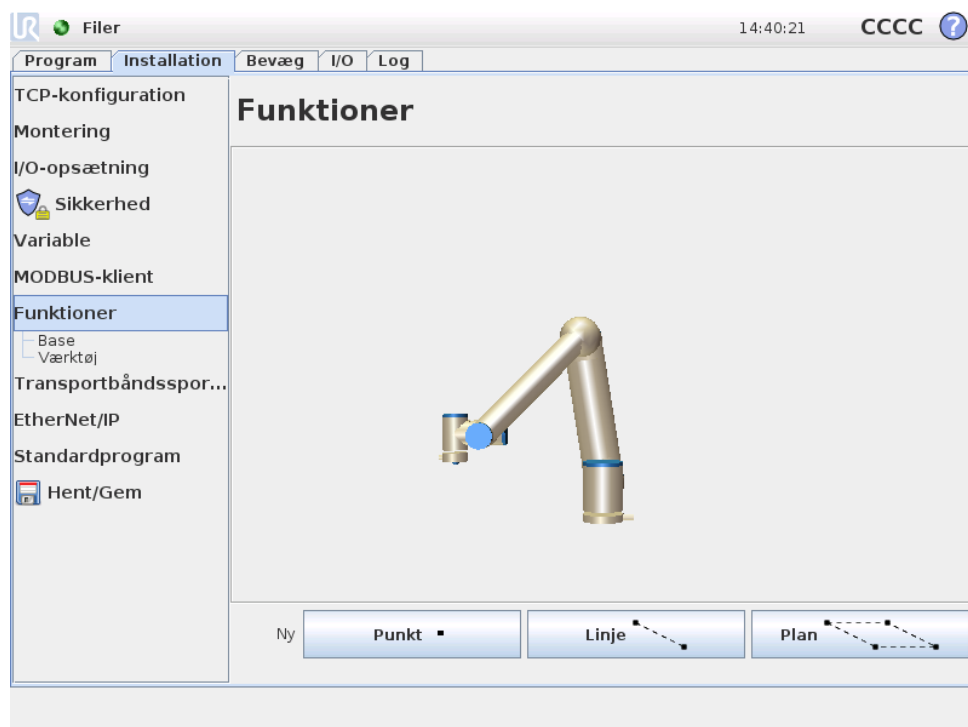 UR Filer 14:40:21 CCCC ?
Program Installation Bevæg I/O Log
TCP-konfiguration
Montering
I/O-opsætning
Sikkerhed
Variable
MODBUS-klient
Funktioner
Base
Værktøj
Transportbåndsspor...
EtherNet/IP
Standardprogram
Hent/Gem
Funktioner
Ny Punkt Linje Plan